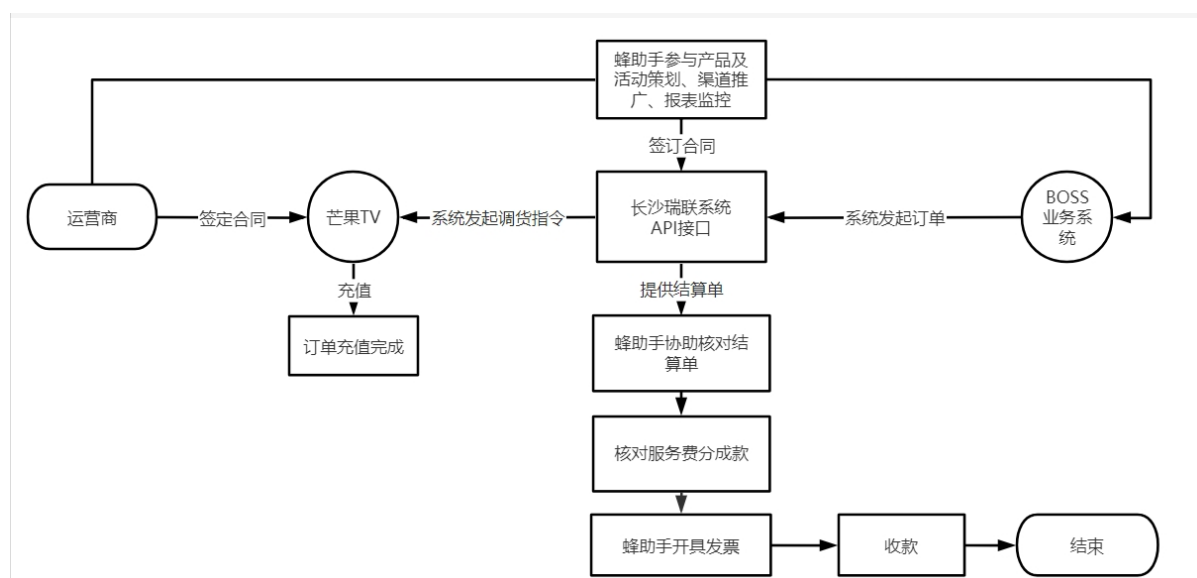 蜂助手参与产品及
活动策划、渠道推
广、报表监控
签订合同
运营商
签定合同
芒果TV
系统发起调货指令
长沙瑞联系统
API接口
系统发起订单
BOSS
业务系
统
充值
提供结算单
订单充值完成
蜂助手协助核对结
算单
核对服务费分成款
蜂助手开具发票
收款
结束